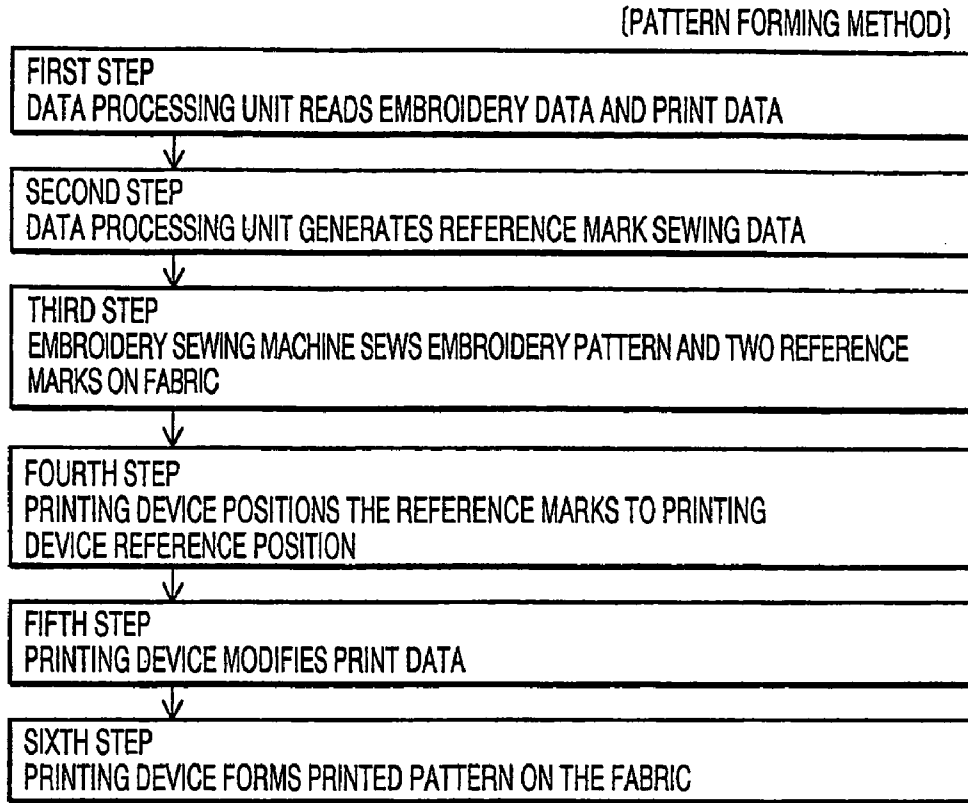 (PATTERN FORMING METHOD)
FIRST STEP
DATA PROCESSING UNIT READS EMBROIDERY DATA AND PRINT DATA
SECOND STEP
DATA PROCESSING UNIT GENERATES REFERENCE MARK SEWING DATA
THIRD STEP
EMBROIDERY SEWING MACHINE SEWS EMBROIDERY PATTERN AND TWO REFERENCE
MARKS ON FABRIC
FOURTH STEP
PRINTING DEVICE POSITIONS THE REFERENCE MARKS TO PRINTING
DEVICE REFERENCE POSITION
FIFTH STEP
PRINTING DEVICE MODIFIES PRINT DATA
SIXTH STEP
PRINTING DEVICE FORMS PRINTED PATTERN ON THE FABRIC